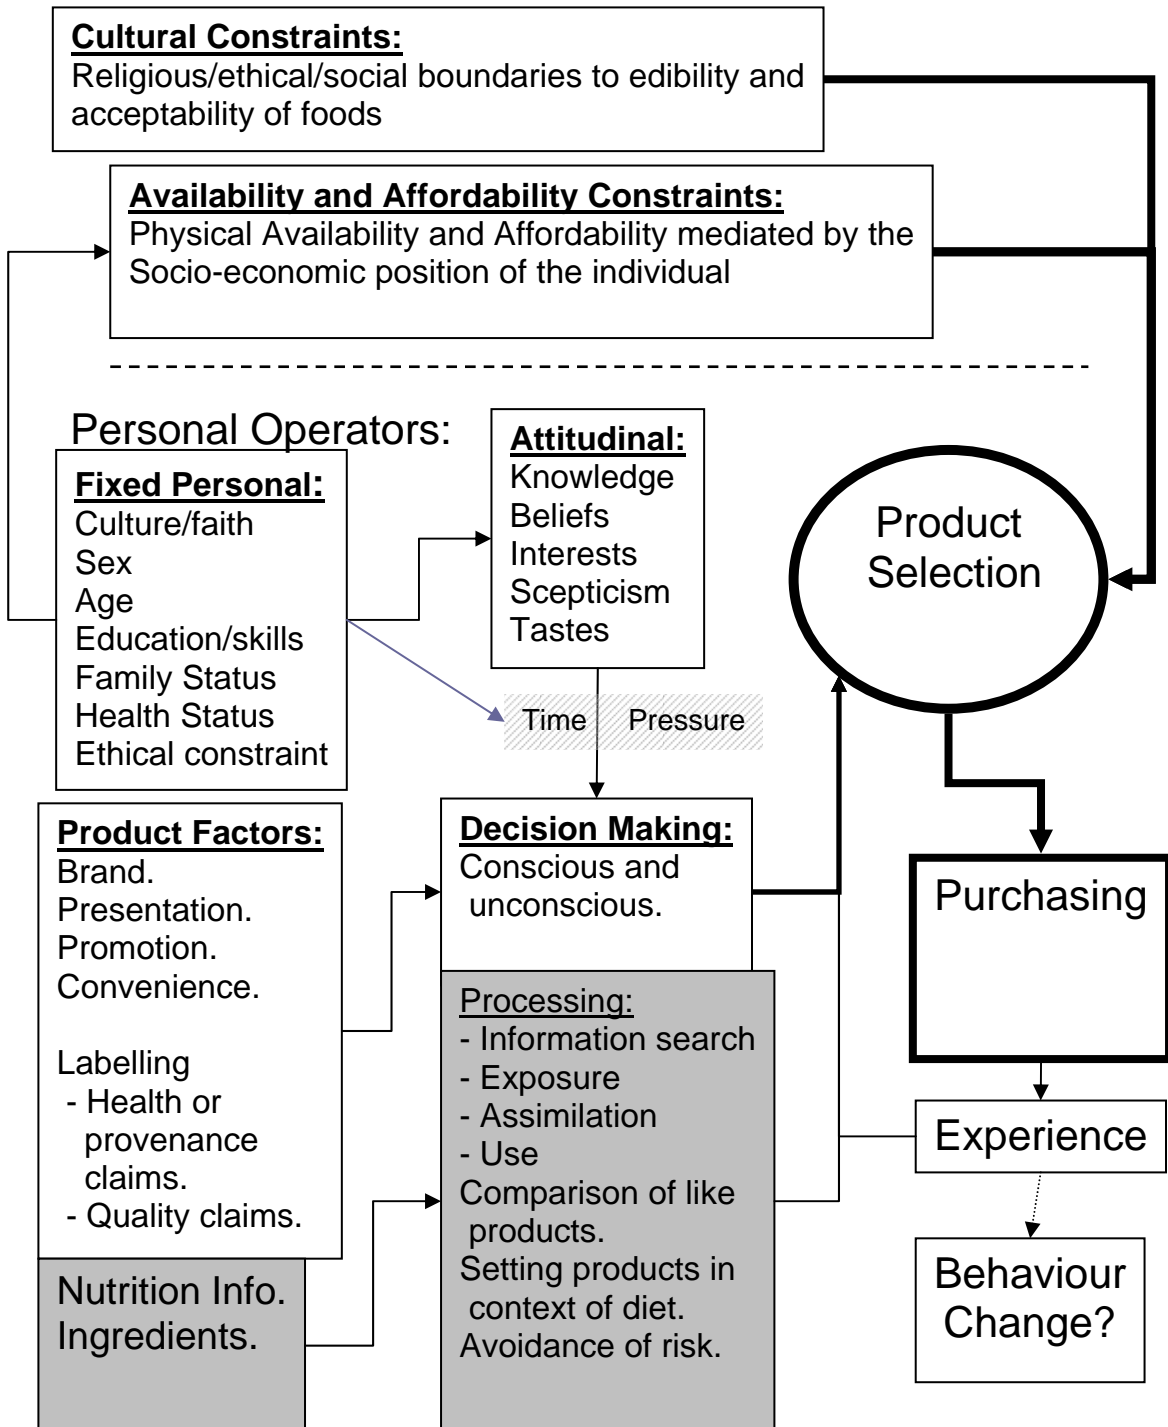 Cultural Constraints:
Religious/ethical/social boundaries to edibility and
acceptability of foods
Availability and Affordability Constraints:
Physical Availability and Affordability mediated by the
Socio-economic position of the individual
Personal Operators:
Fixed Personal:
Culture/faith
Sex
Age
Education/skills
Family Status
Health Status
Ethical constraint
Attitudinal:
Knowledge
Beliefs
Interests
Scepticism
Tastes
Time Pressure
Product
Selection
Product Factors:
Brand.
Presentation.
Promotion.
Convenience.
Labelling
- Health or
provenance
claims.
- Quality claims.
Nutrition Info.
Ingredients.
Decision Making:
Conscious and
unconscious.
Processing:
- Information search
- Exposure
- Assimilation
- Use
Comparison of like
products.
Setting products in
context of diet.
Avoidance of risk.
Purchasing
Experience
Behaviour
Change?